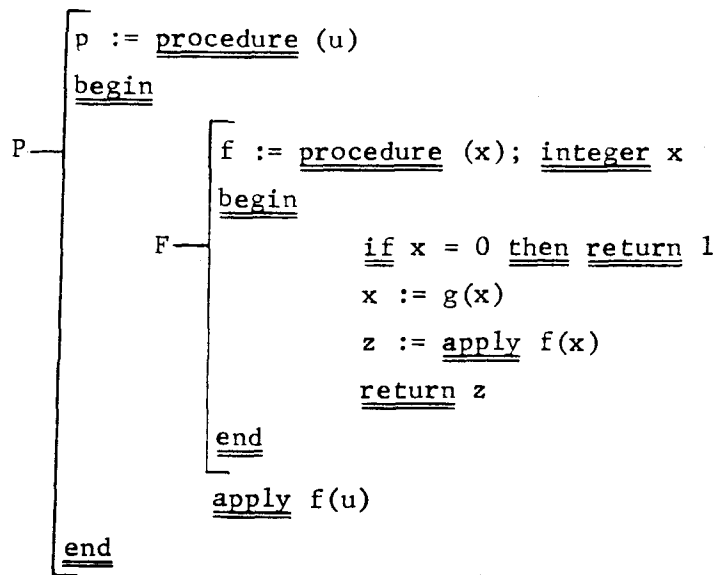 p := procedure (u)
begin
P
f := procedure (x); integer x
begin
F
if x = 0 then return 1
x := g(x)
z := apply f(x)
return z
end
apply f(u)
end